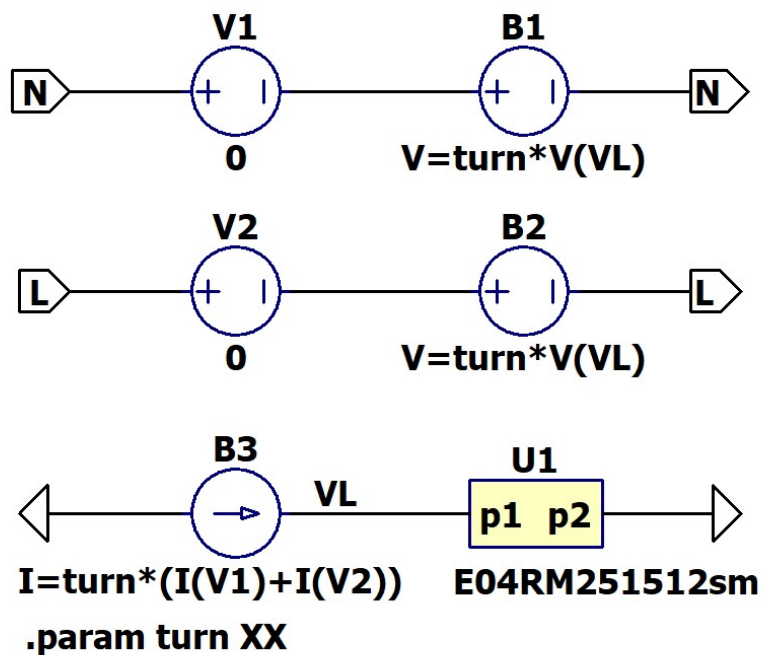 V1 B1
N + - + - N
0 V=turn*V(VL)
V2 B2
L + - + - L
0 V=turn*V(VL)
B3 U1
VL p1 p2
I=turn*(I(V1)+I(V2)) E04RM251512sm
.param turn XX